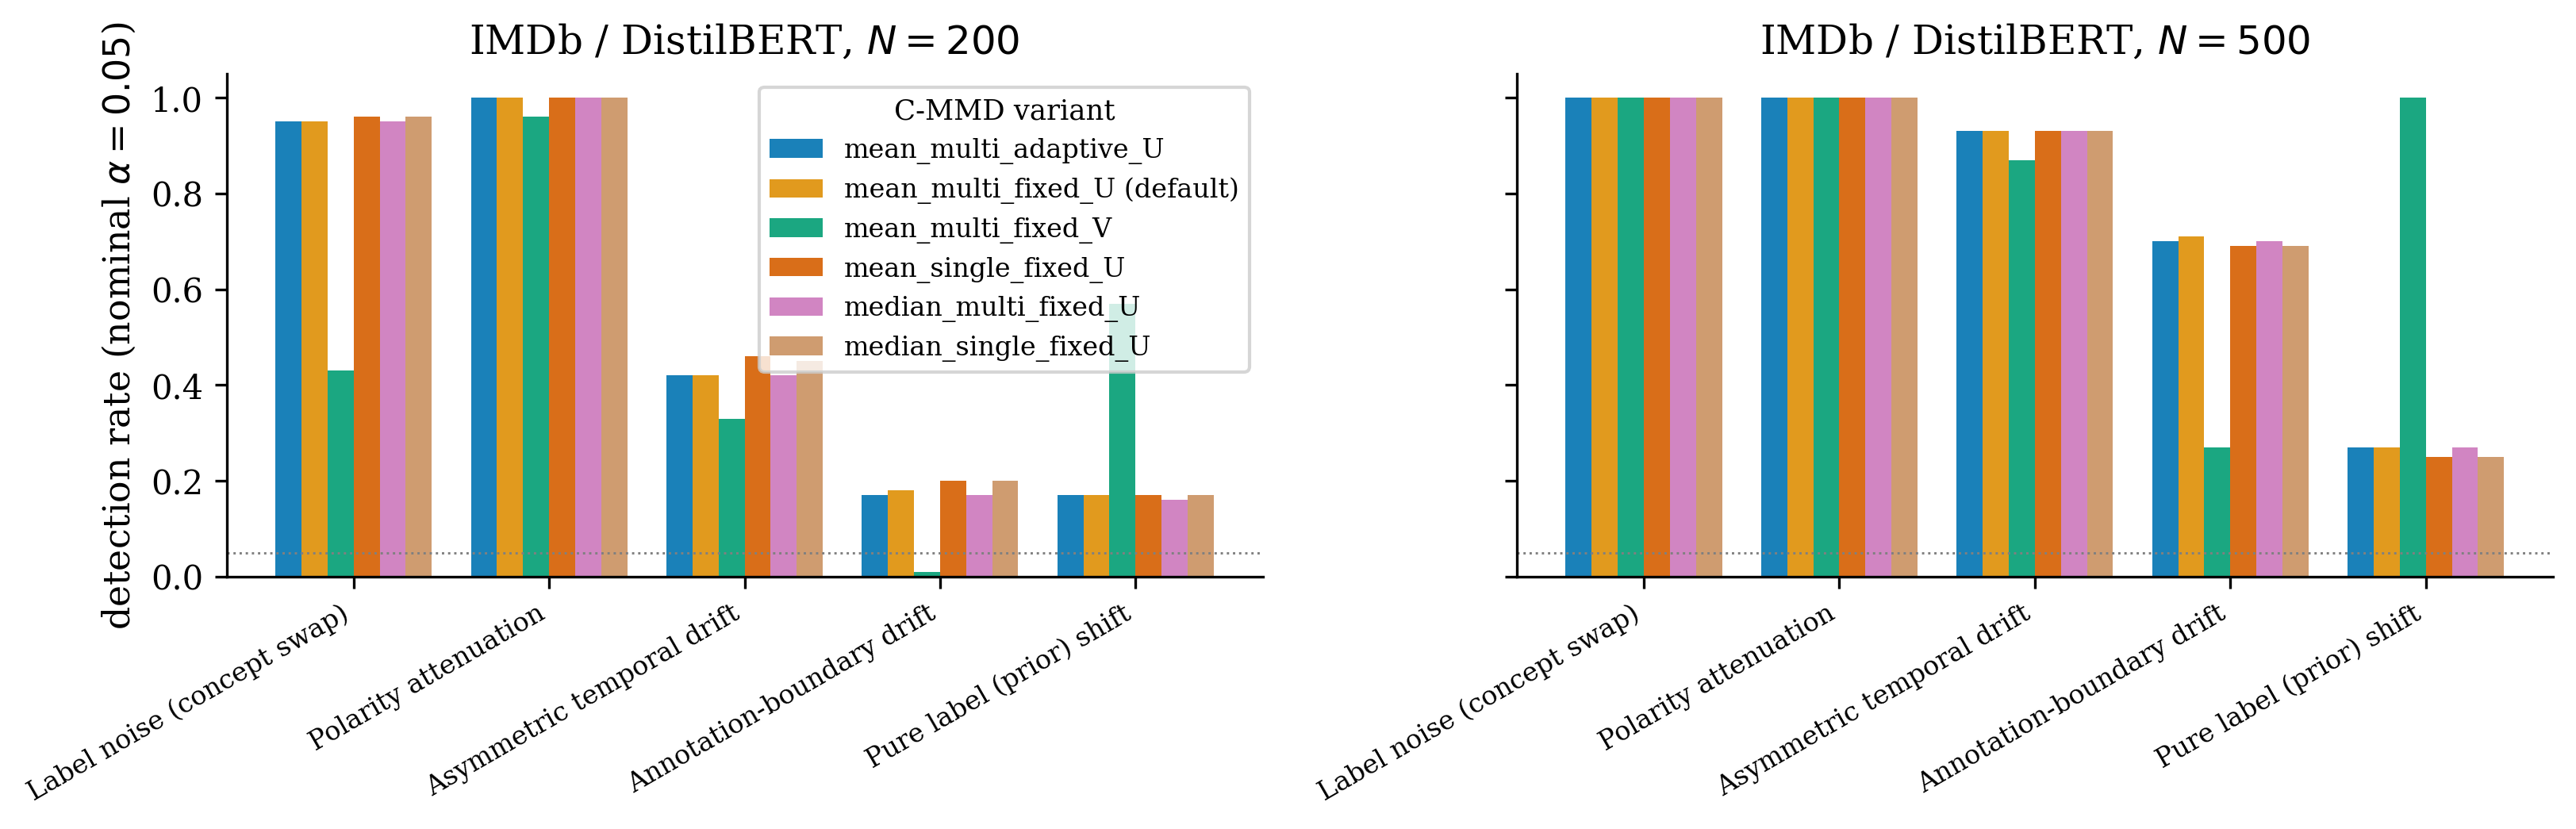 IMDb / DistilBERT, N = 200
detection rate (nominal α = 0.05)
1.0
0.8
0.6
0.4
0.2
0.0
C-MMD variant
mean_multi_adaptive_U
mean_multi_fixed_U (default)
mean_multi_fixed_V
mean_single_fixed_U
median_multi_fixed_U
median_single_fixed_U
Label noise (concept swap)
Polarity attenuation
Asymmetric temporal drift
Annotation-boundary drift
Pure label (prior) shift
IMDb / DistilBERT, N = 500
Label noise (concept swap)
Polarity attenuation
Asymmetric temporal drift
Annotation-boundary drift
Pure label (prior) shift